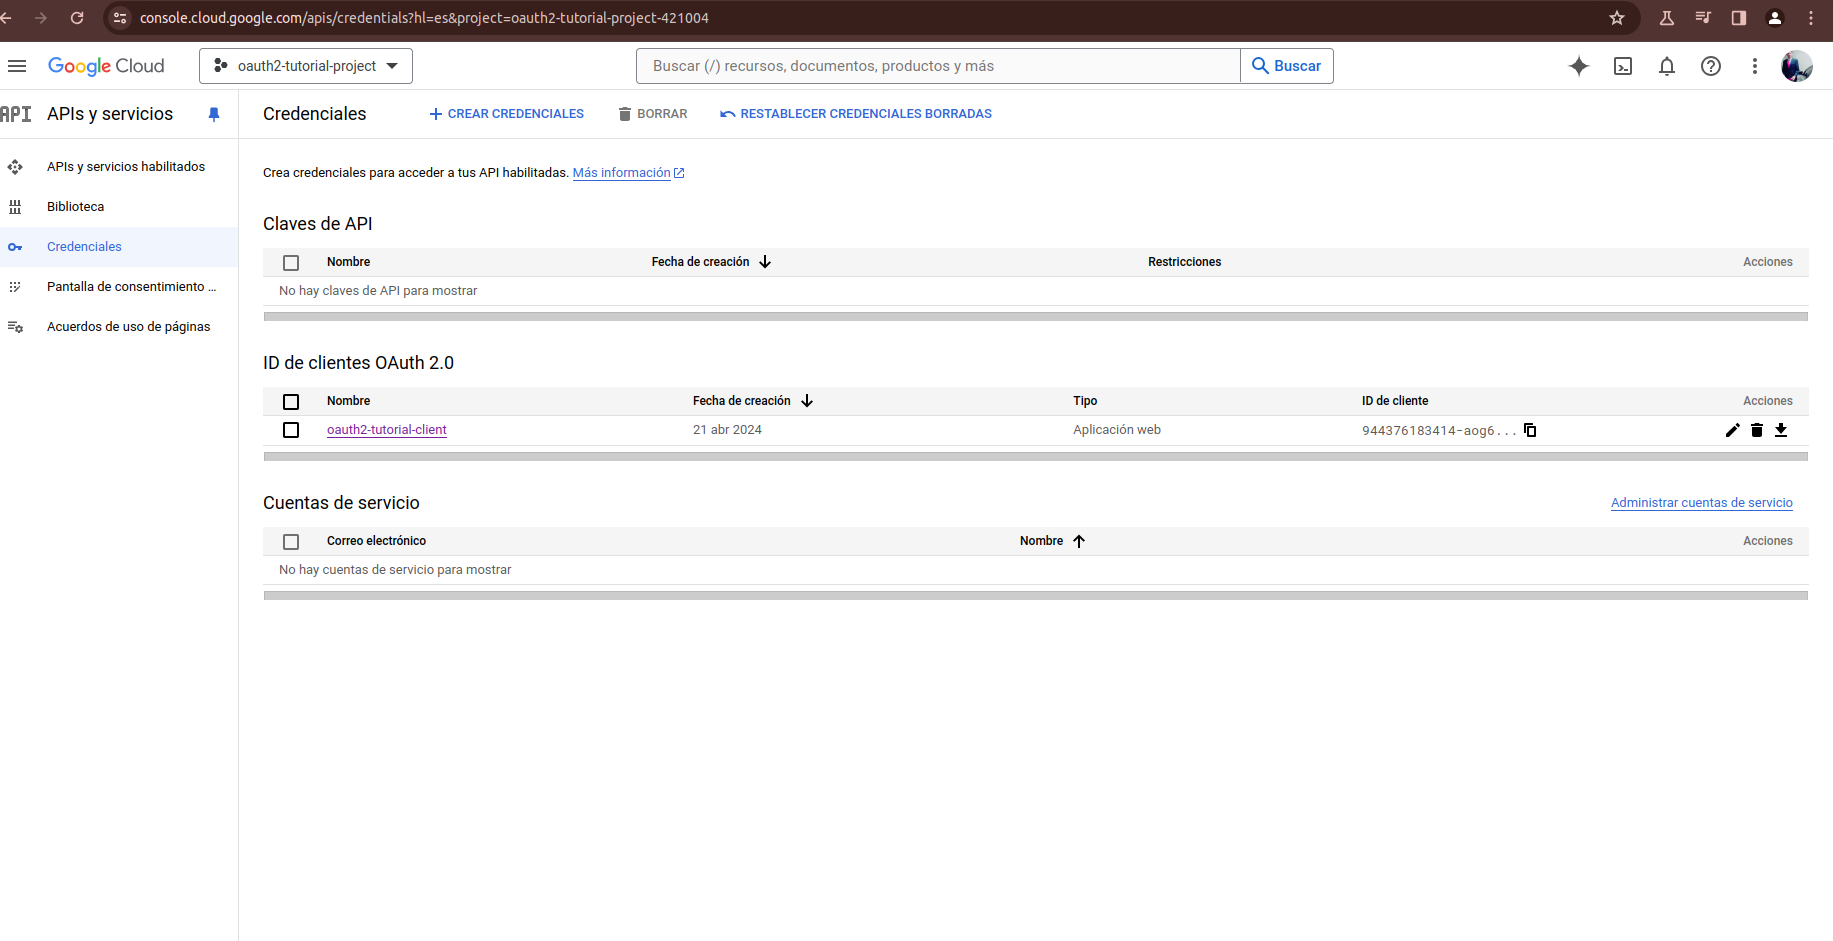 console.cloud.google.com/apis/credentials?hl=es&project=oauth2-tutorial-project-421004
Google Cloud
oauth2-tutorial-project
Buscar (/) recursos, documentos, productos y más
Buscar
API
APIs y servicios
Credenciales
CREAR CREDENCIALES
BORRAR
RESTABLECER CREDENCIALES BORRADAS
APIs y servicios habilitados
Biblioteca
Credenciales
Pantalla de consentimiento ...
Acuerdos de uso de páginas
Crea credenciales para acceder a tus API habilitadas. Más información
Claves de API
Nombre Fecha de creación Restricciones Acciones
No hay claves de API para mostrar
ID de clientes OAuth 2.0
Nombre Fecha de creación Tipo ID de cliente Acciones
oauth2-tutorial-client 21 abr 2024 Aplicación web 944376183414-aog6...
Cuentas de servicio Administrar cuentas de servicio
Correo electrónico Nombre Acciones
No hay cuentas de servicio para mostrar